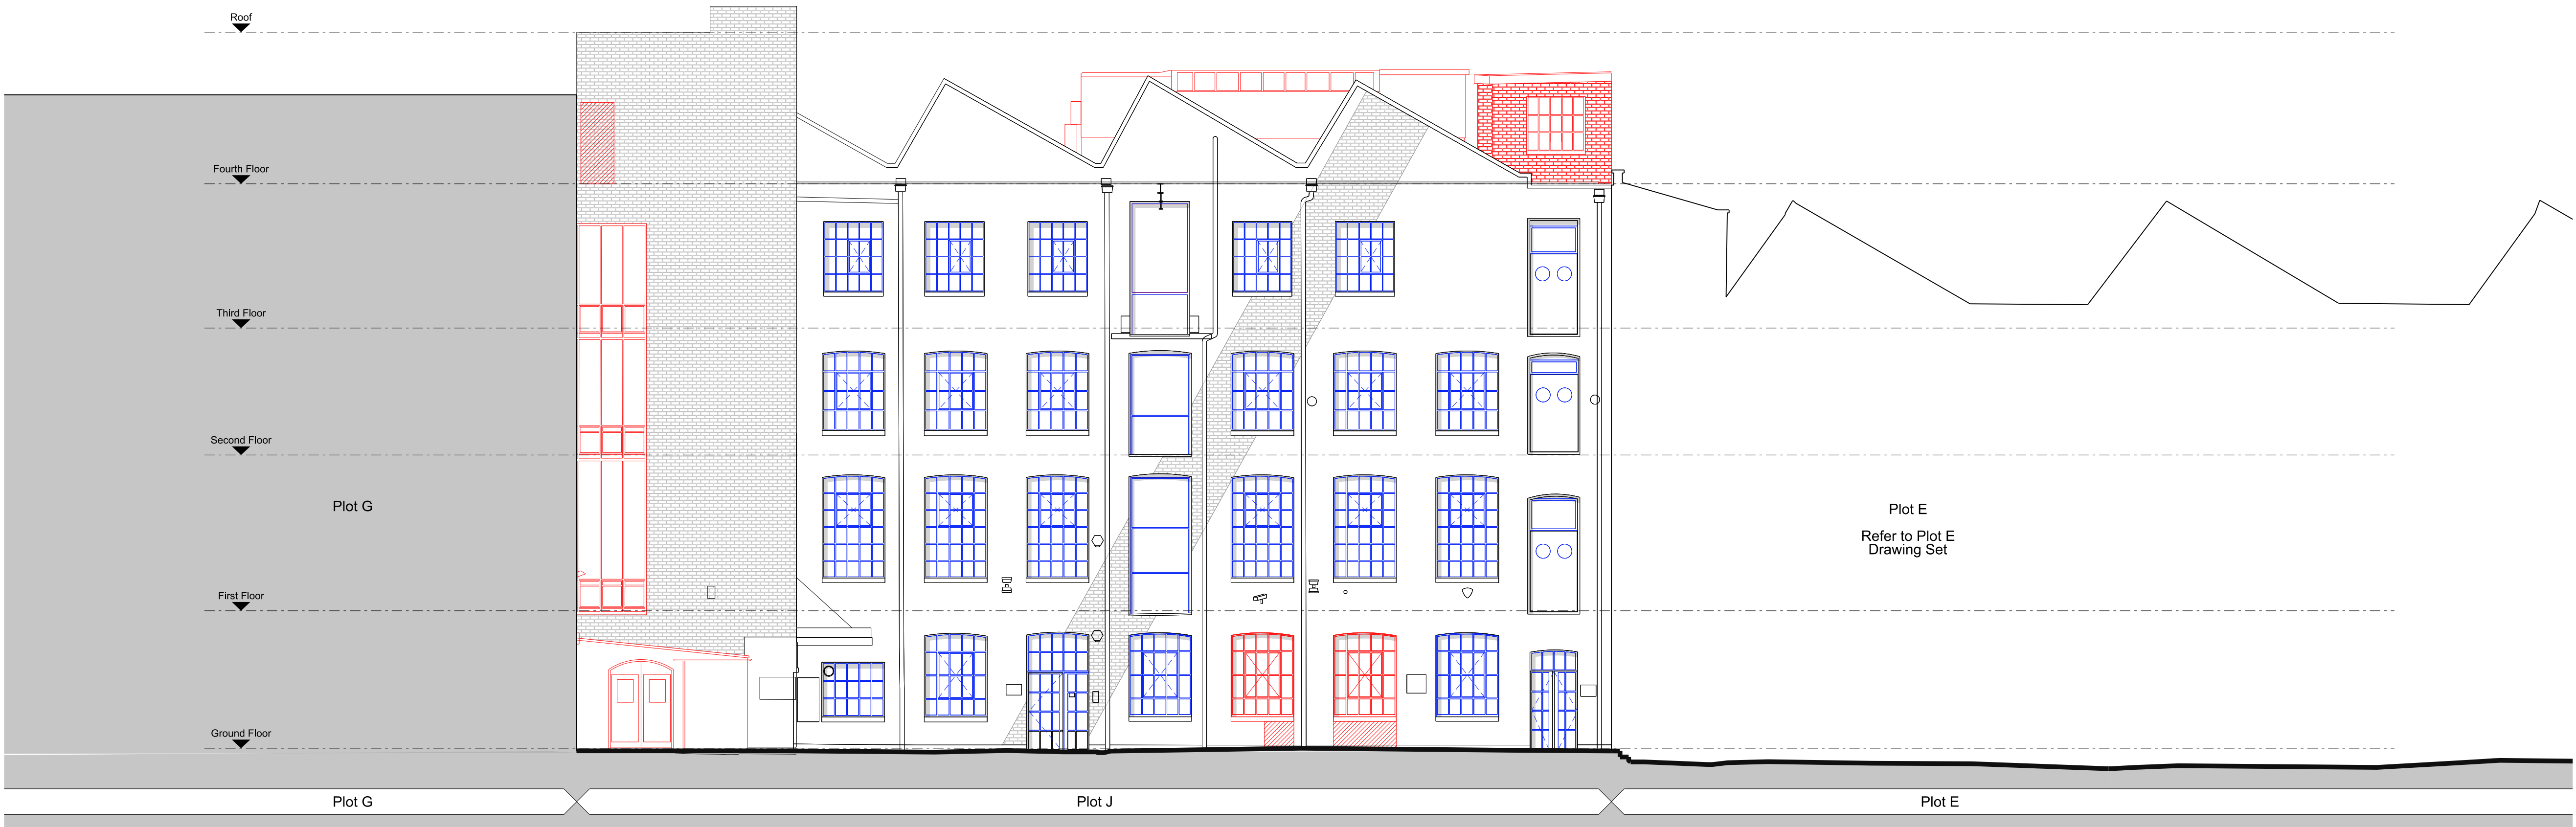 Roof
Fourth Floor
Third Floor
Second Floor
Plot G
Plot E
Refer to Plot E
Drawing Set
First Floor
Ground Floor
Plot G
Plot J
Plot E